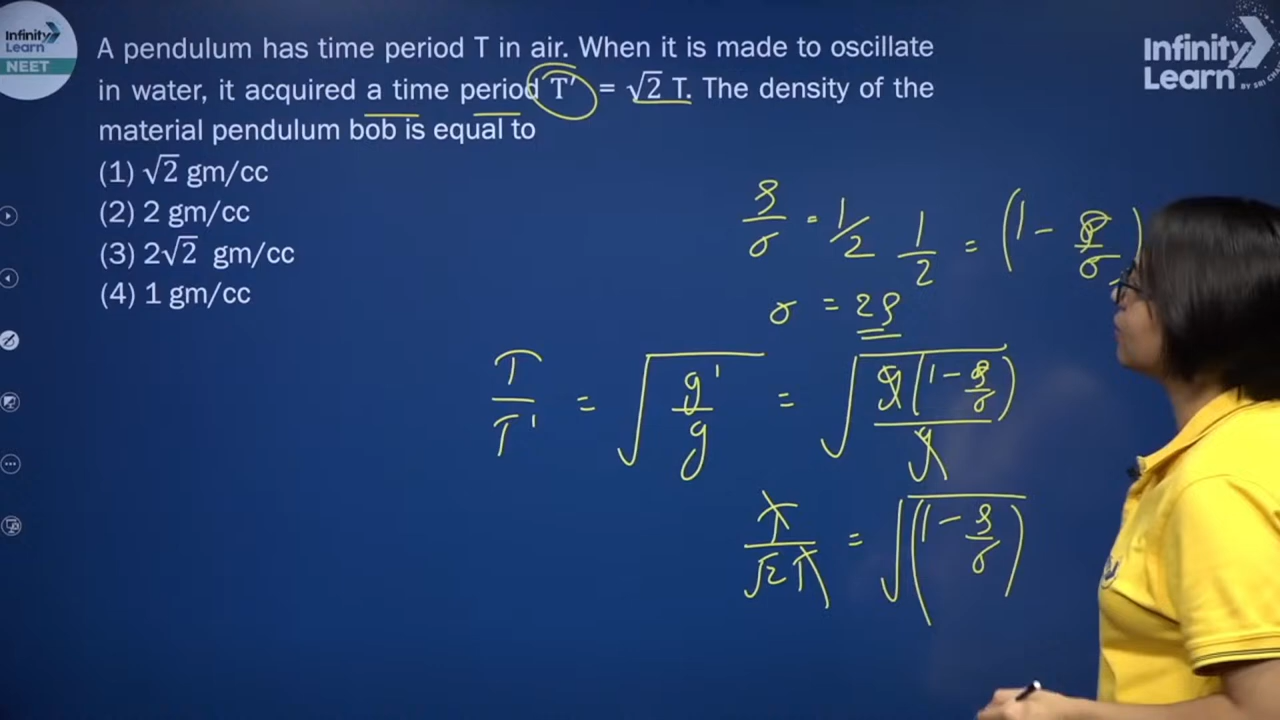 Infinity
Learn
NEET
A pendulum has time period T in air. When it is made to oscillate
in water, it acquired a time period T′ = √2 T. The density of the
material pendulum bob is equal to
(1) √2 gm/cc
(2) 2 gm/cc
(3) 2√2 gm/cc
(4) 1 gm/cc
Infinity
Learn
BY SRI
ρ/σ = 1/2
1/2 = (1 - ρ/σ)
σ = 2ρ
T/T' = √(g'/g) = √(g(1 - ρ/σ)/g)
T/√2T = √(1 - ρ/σ)